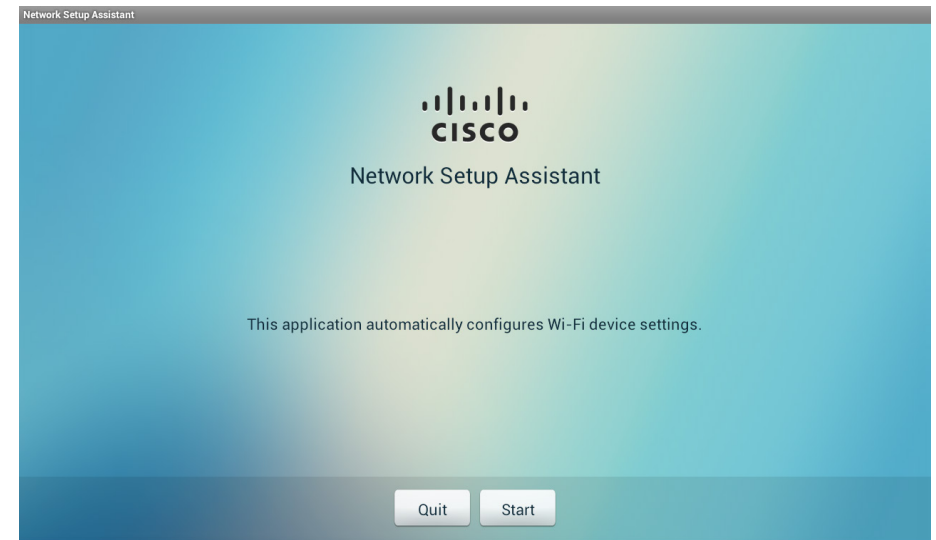 Network Setup Assistant
CISCO
Network Setup Assistant
This application automatically configures Wi-Fi device settings.
Quit
Start